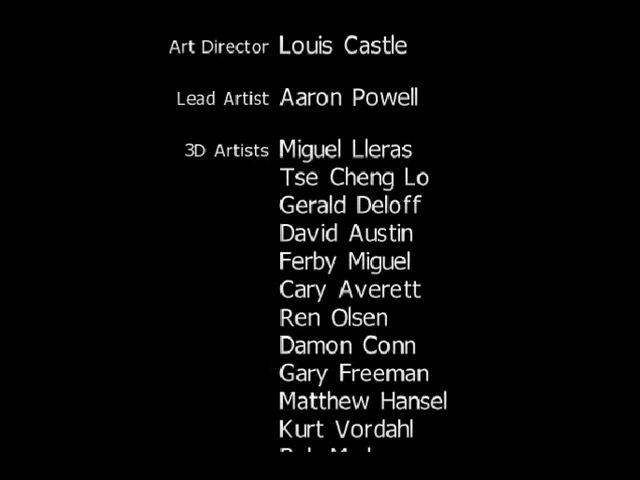 Art Director Louis Castle
Lead Artist Aaron Powell
3D Artists Miguel Lleras
Tse Cheng Lo
Gerald Deloff
David Austin
Ferby Miguel
Cary Averett
Ren Olsen
Damon Conn
Gary Freeman
Matthew Hansel
Kurt Vordahl